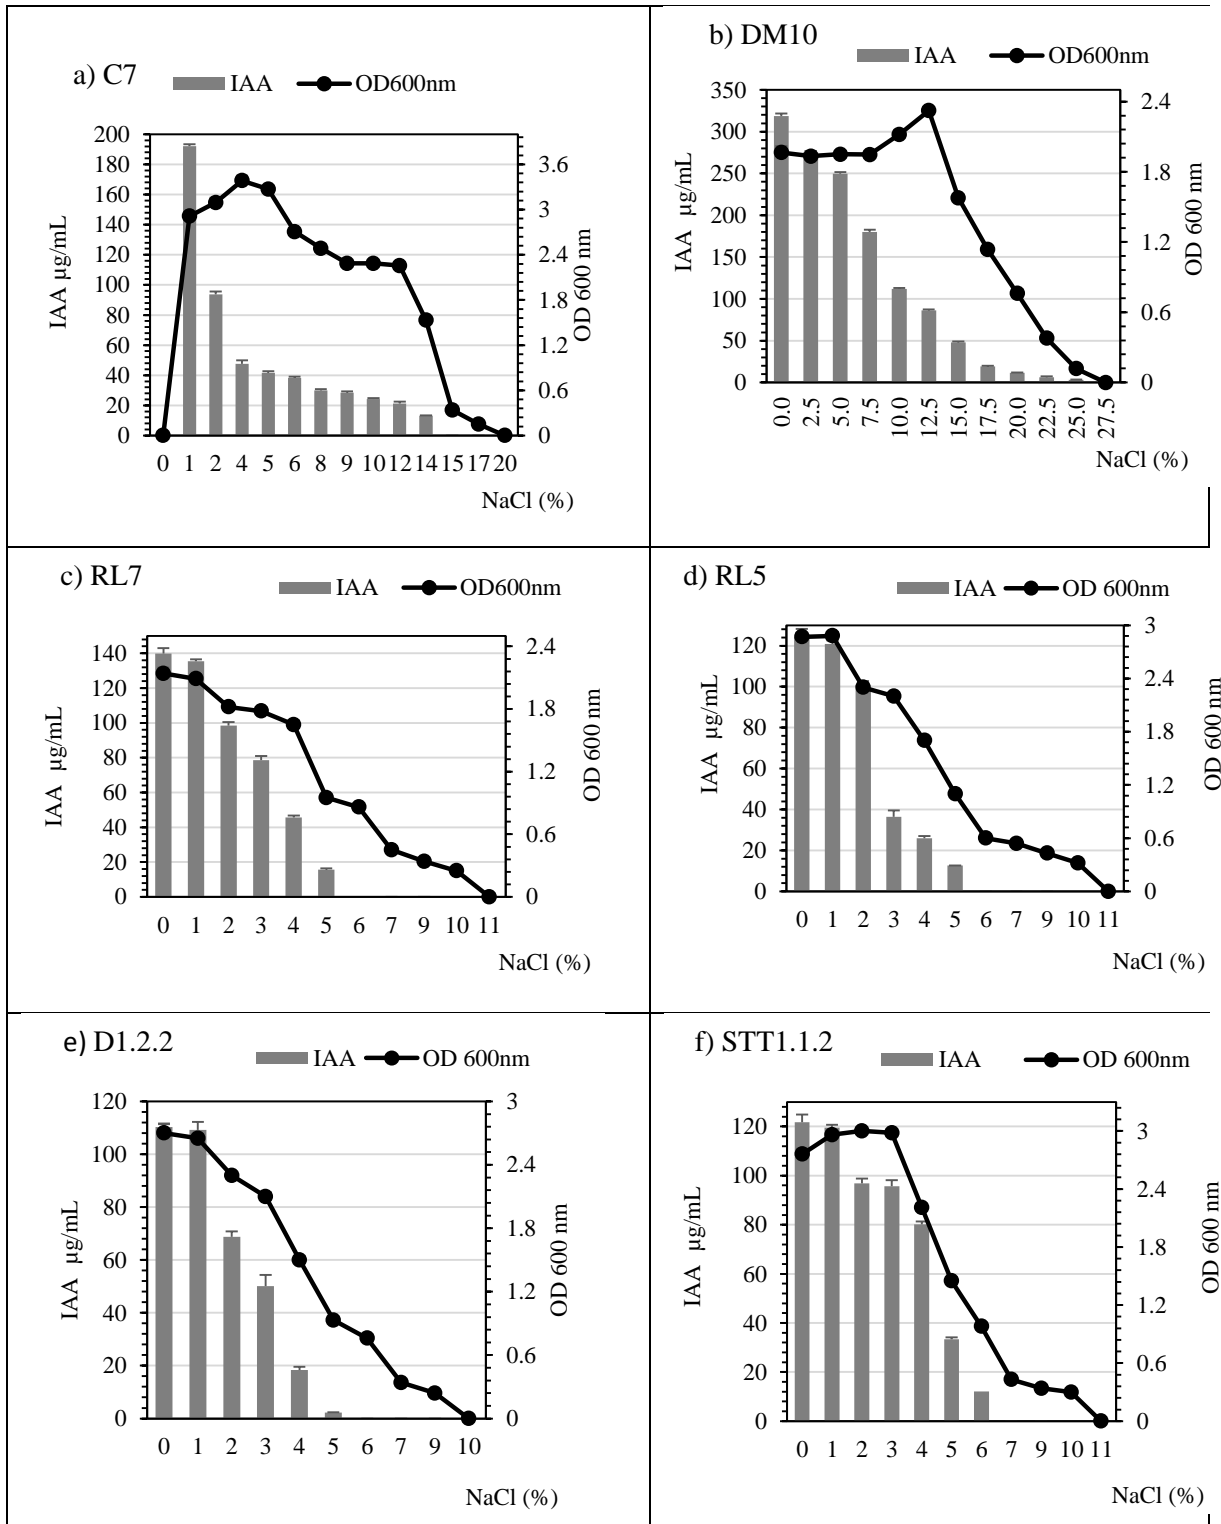 a) C7
IAA OD600nm
IAA µg/mL
200
180
160
140
120
100
80
60
40
20
0
3.6
3
2.4
1.8
1.2
0.6
0
OD 600 nm
0 1 2 4 5 6 8 9 10 12 14 15 17 20
NaCl (%)
b) DM10
IAA OD600nm
IAA µg/mL
350
300
250
200
150
100
50
0
2.4
1.8
1.2
0.6
0
OD 600 nm
0.0 2.5 5.0 7.5 10.0 12.5 15.0 17.5 20.0 22.5 25.0 27.5
NaCl (%)
c) RL7
IAA OD600nm
IAA µg/mL
140
120
100
80
60
40
20
0
2.4
1.8
1.2
0.6
0
OD 600 nm
0 1 2 3 4 5 6 7 9 10 11
NaCl (%)
d) RL5
IAA OD 600nm
IAA µg/mL
120
100
80
60
40
20
0
3
2.4
1.8
1.2
0.6
0
OD 600 nm
0 1 2 3 4 5 6 7 9 10 11
NaCl (%)
e) D1.2.2
IAA OD 600nm
IAA µg/mL
120
100
80
60
40
20
0
3
2.4
1.8
1.2
0.6
0
OD 600 nm
0 1 2 3 4 5 6 7 9 10
NaCl (%)
f) STT1.1.2
IAA OD 600nm
IAA µg/mL
120
100
80
60
40
20
0
3
2.4
1.8
1.2
0.6
0
OD 600 nm
0 1 2 3 4 5 6 7 9 10 11
NaCl (%)